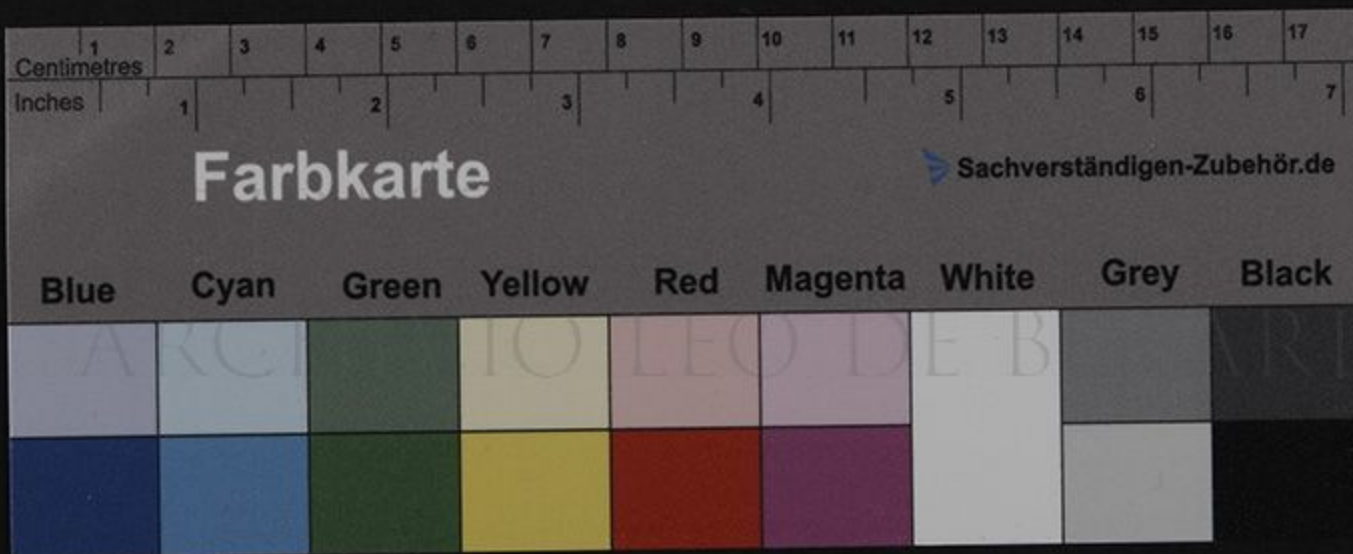 1 2 3 4 5 6 7 8 9 10 11 12 13 14 15 16 17
Centimetres
Inches 1 2 3 4 5 6 7
Farbkarte
Sachverständigen-Zubehör.de
Blue Cyan Green Yellow Red Magenta White Grey Black
LEO DE